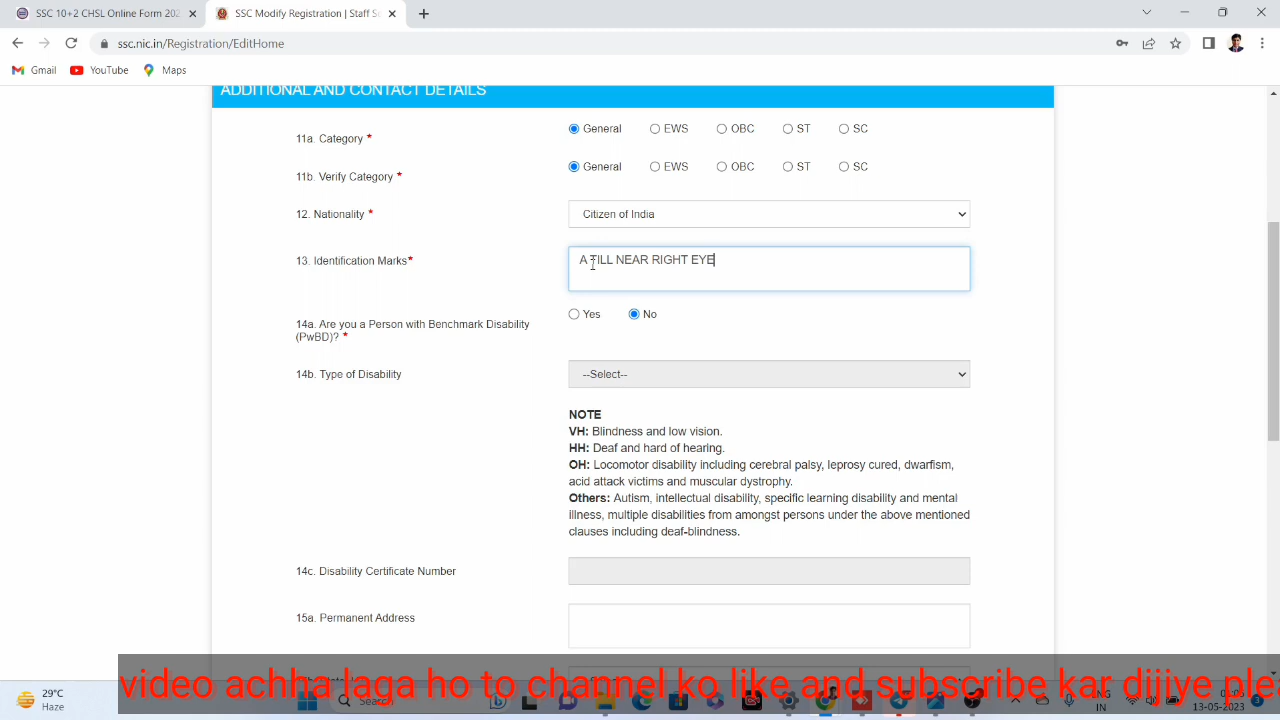 SSC 10+2 CHSL Online Form 202
SSC Modify Registration | Staff Se
ssc.nic.in/Registration/EditHome
Gmail YouTube Maps
ADDITIONAL AND CONTACT DETAILS
11a. Category * General EWS OBC ST SC
11b. Verify Category * General EWS OBC ST SC
12. Nationality * Citizen of India
13. Identification Marks* A TILL NEAR RIGHT EYE
14a. Are you a Person with Benchmark Disability (PwBD)? * Yes No
14b. Type of Disability --Select--
NOTE
VH: Blindness and low vision.
HH: Deaf and hard of hearing.
OH: Locomotor disability including cerebral palsy, leprosy cured, dwarfism,
acid attack victims and muscular dystrophy.
Others: Autism, intellectual disability, specific learning disability and mental
illness, multiple disabilities from amongst persons under the above mentioned
clauses including deaf-blindness.
14c. Disability Certificate Number
15a. Permanent Address
video achha laga ho to channel ko like and subscribe kar dijiye plea
29°C
Haze
Search
ENG
IN
13-05-2023
3